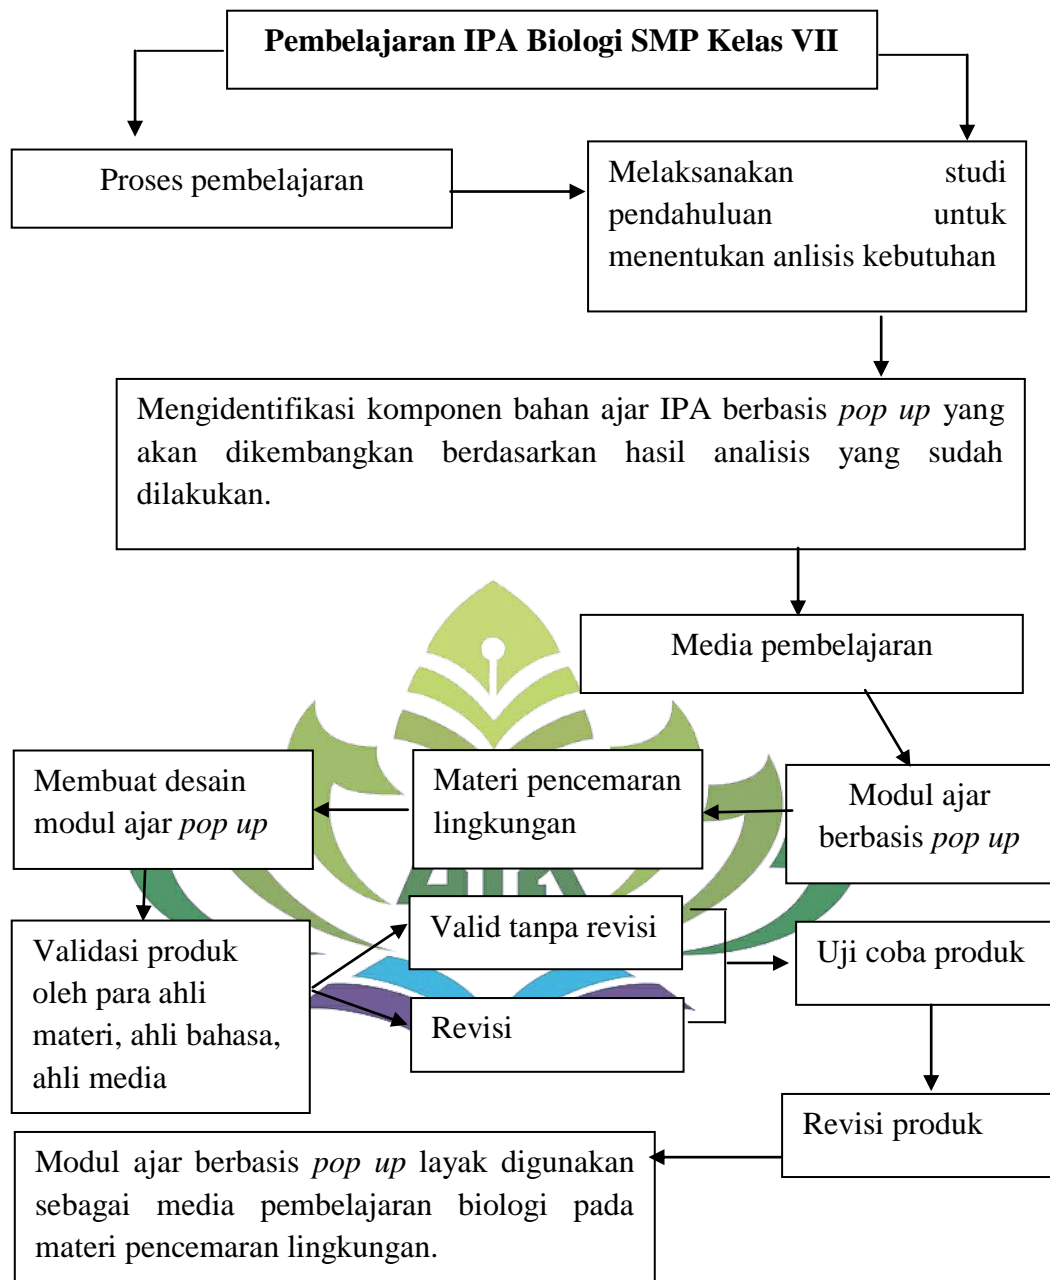 Pembelajaran IPA Biologi SMP Kelas VII
Proses pembelajaran
Melaksanakan studi
pendahuluan untuk
menentukan anlisis kebutuhan
Mengidentifikasi komponen bahan ajar IPA berbasis pop up yang
akan dikembangkan berdasarkan hasil analisis yang sudah
dilakukan.
Media pembelajaran
Membuat desain
modul ajar pop up
Materi pencemaran
lingkungan
Modul ajar
berbasis pop up
Validasi produk
oleh para ahli
materi, ahli bahasa,
ahli media
Valid tanpa revisi
Revisi
Uji coba produk
Revisi produk
Modul ajar berbasis pop up layak digunakan
sebagai media pembelajaran biologi pada
materi pencemaran lingkungan.